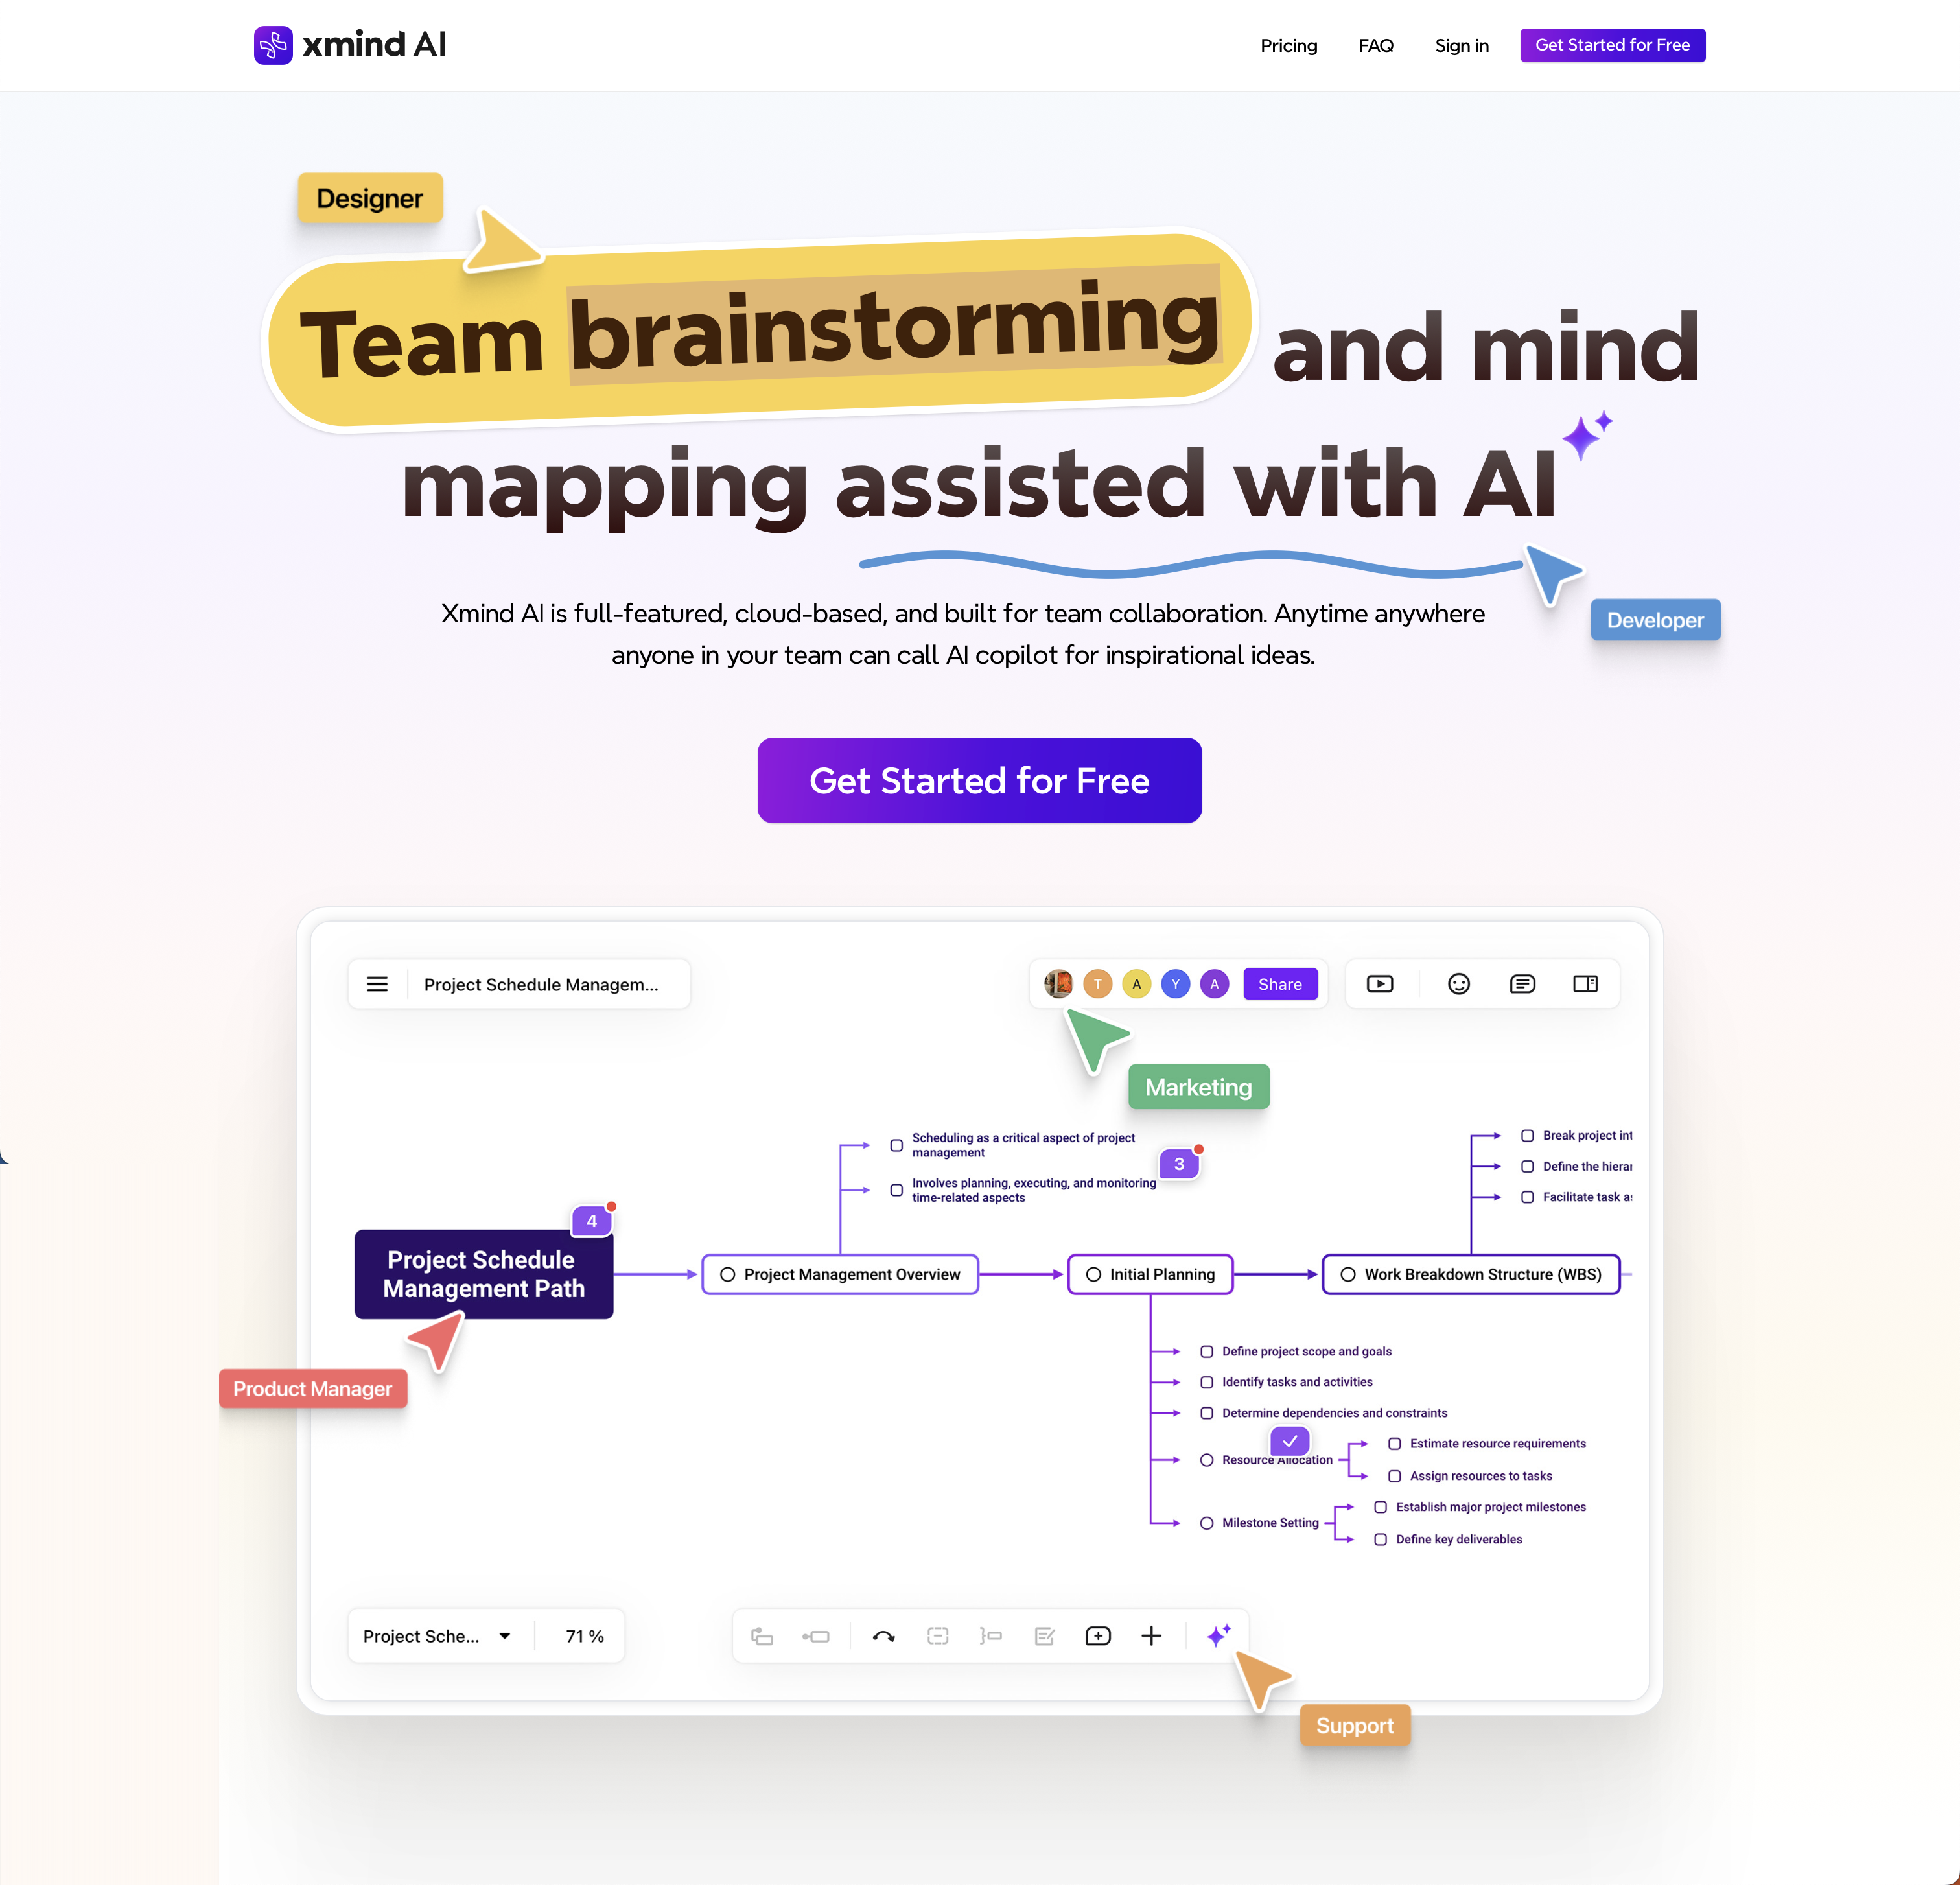 xmind AI
Pricing FAQ Sign in Get Started for Free
Designer
Team brainstorming and mind
mapping assisted with AI
Xmind AI is full-featured, cloud-based, and built for team collaboration. Anytime anywhere
anyone in your team can call AI copilot for inspirational ideas.
Developer
Get Started for Free
Project Schedule Managem...
T A Y A Share
Marketing
Scheduling as a critical aspect of project
management
3
Involves planning, executing, and monitoring
time-related aspects
Break project int
Define the hierar
Facilitate task as
4
Project Schedule
Management Path
Project Management Overview
Initial Planning
Work Breakdown Structure (WBS)
Product Manager
Define project scope and goals
Identify tasks and activities
Determine dependencies and constraints
Resource Allocation
Estimate resource requirements
Assign resources to tasks
Milestone Setting
Establish major project milestones
Define key deliverables
Project Sche... 71 %
Support